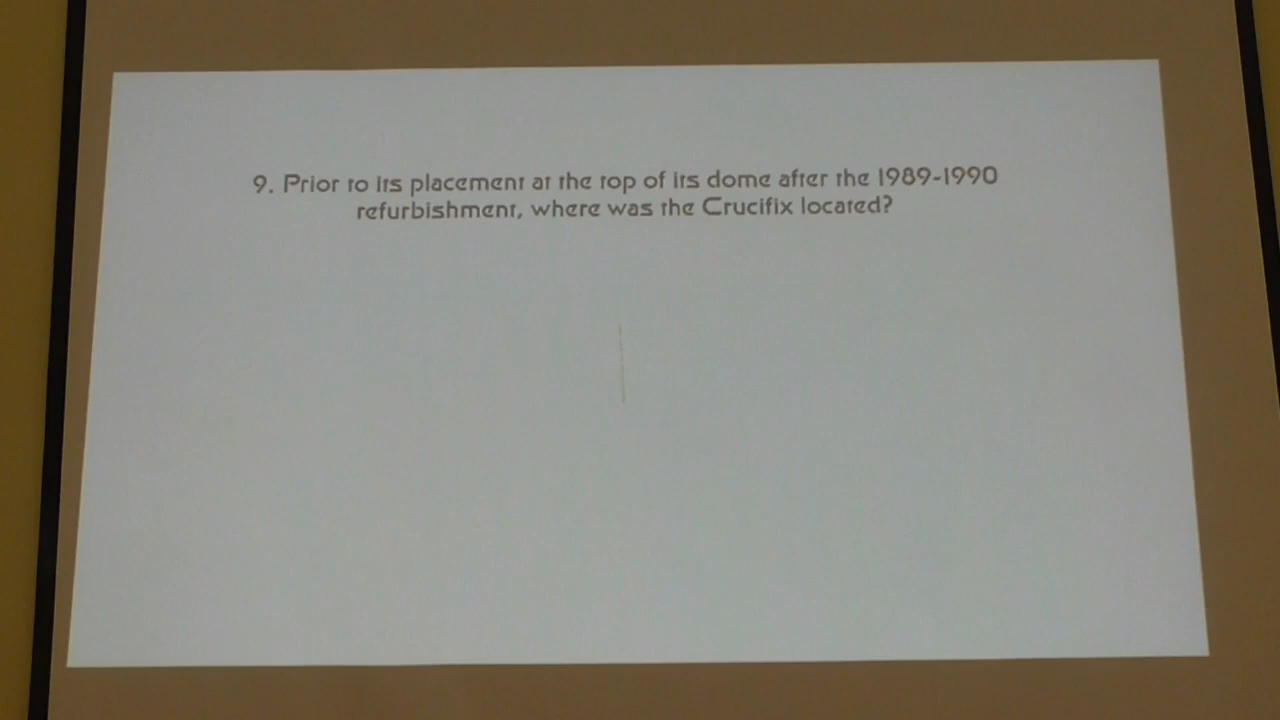 9. Prior to its placement at the top of its dome after the 1989-1990
refurbishment, where was the Crucifix located?